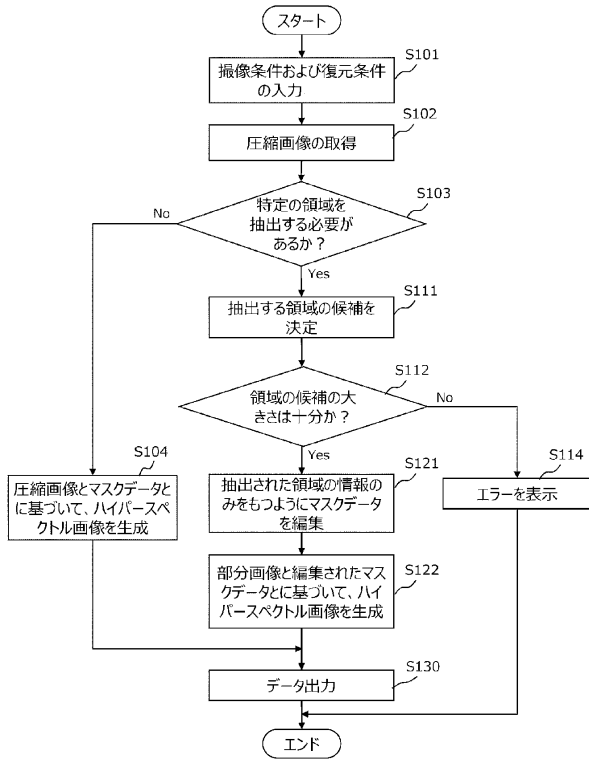 スタート
S101
撮像条件および復元条件
の入力
S102
圧縮画像の取得
S103
特定の領域を
抽出する必要が
あるか？
No
Yes
S111
抽出する領域の候補を
決定
S112
領域の候補の大
きさは十分か？
No
Yes
S104
圧縮画像とマスクデータと
に基づいて、ハイパースペ
クトル画像を生成
S121
抽出された領域の情報の
みをもつようにマスクデータ
を編集
S114
エラーを表示
S122
部分画像と編集されたマス
クデータとに基づいて、ハイ
パースペクトル画像を生成
S130
データ出力
エンド